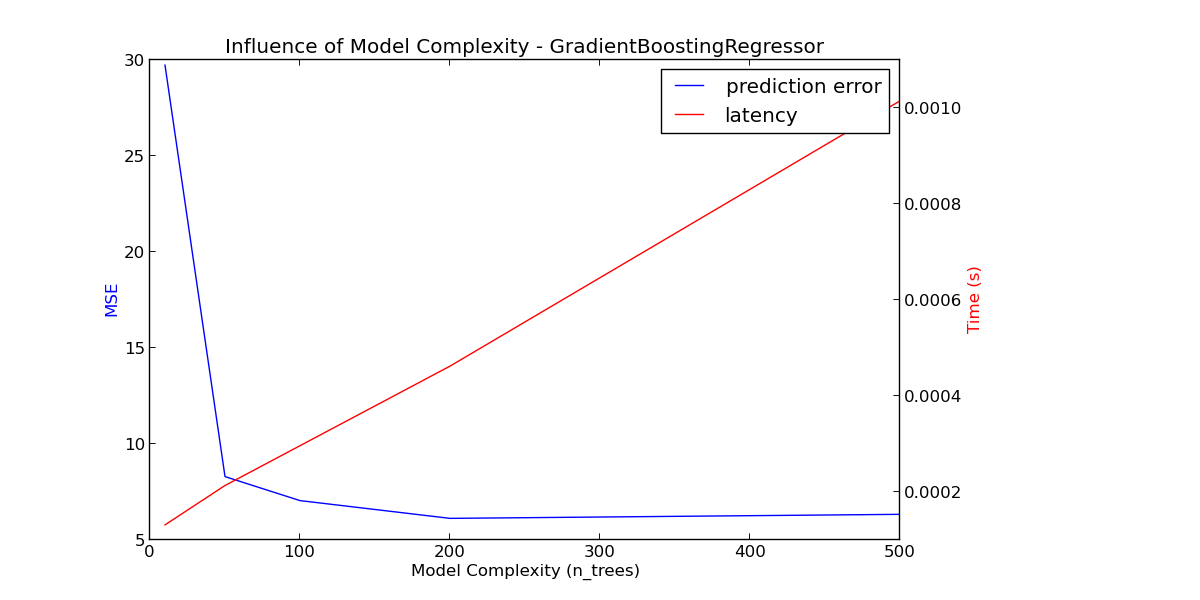 Influence of Model Complexity - GradientBoostingRegressor
prediction error
latency
30
25
20
15
10
5
MSE
0.0010
0.0008
0.0006
0.0004
0.0002
Time (s)
0 100 200 300 400 500
Model Complexity (n_trees)